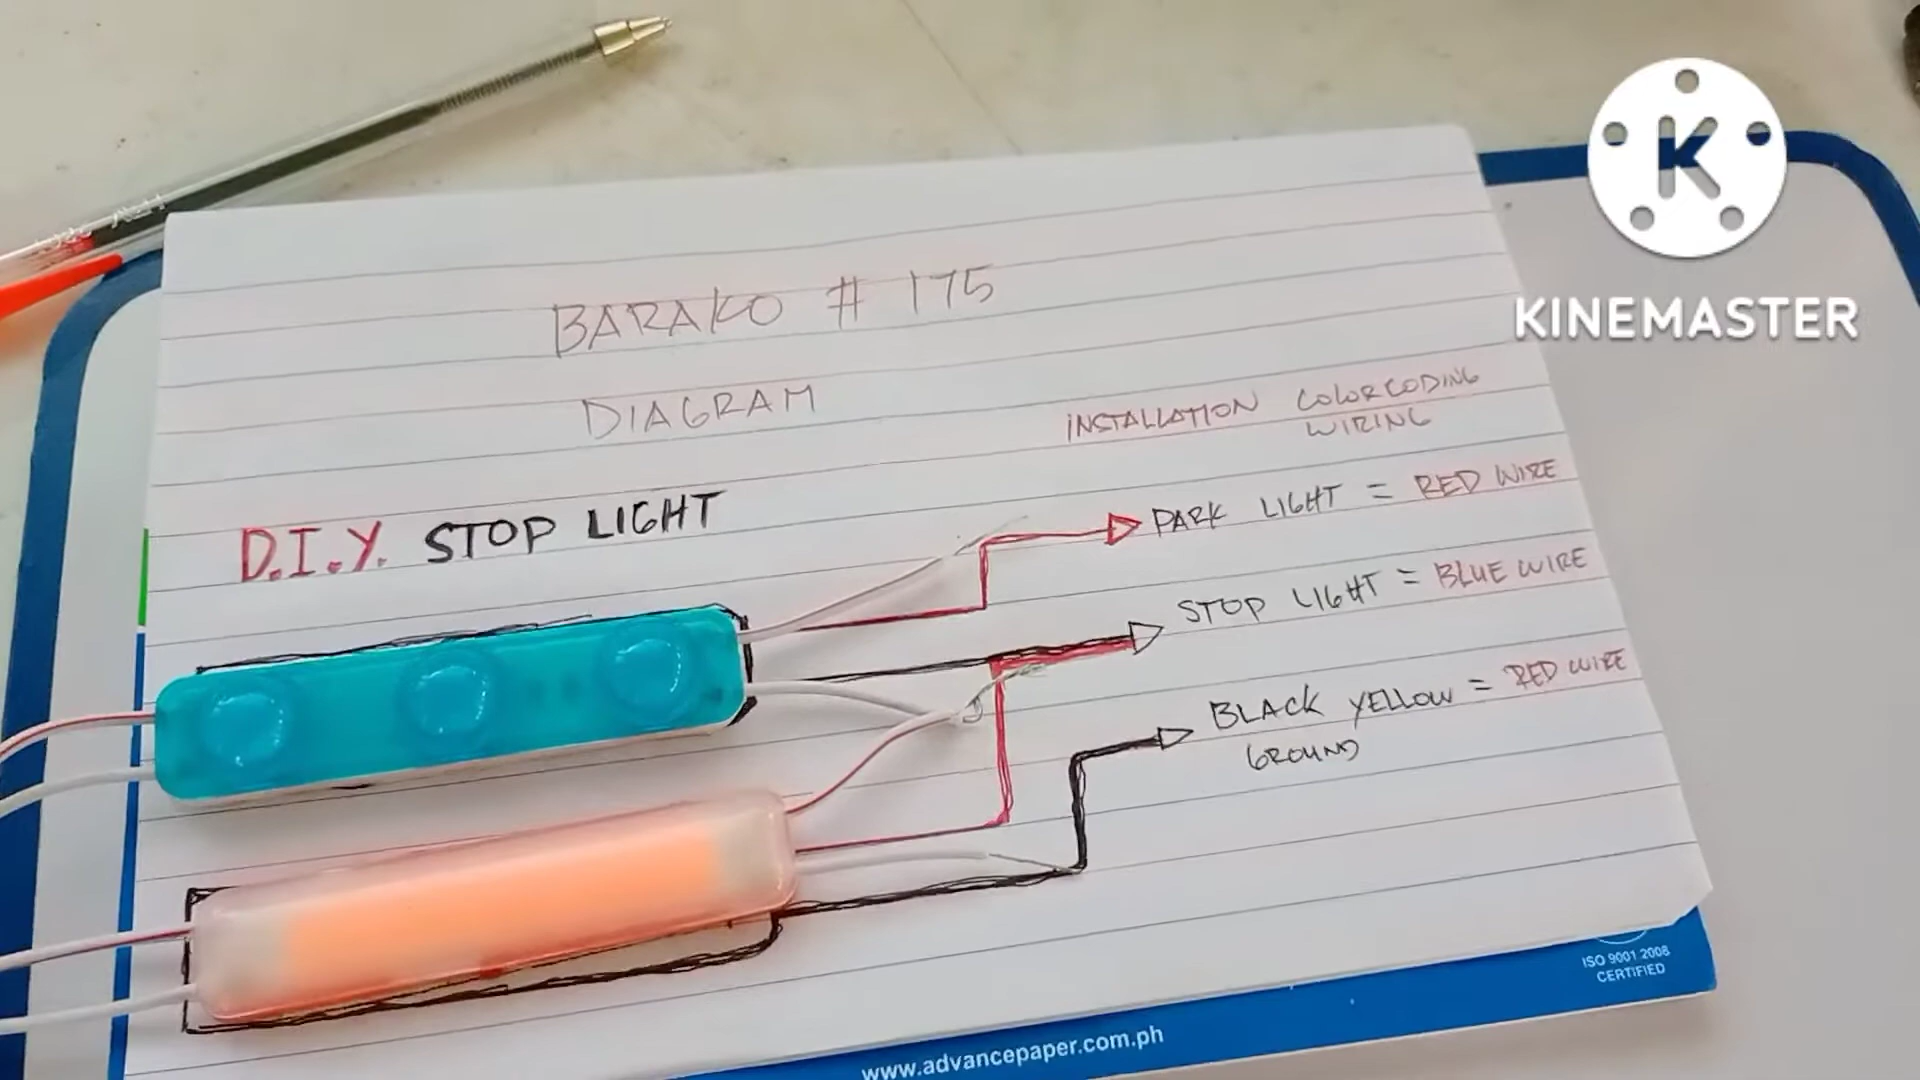 K
KINEMASTER
BARAKO # 175
DIAGRAM
INSTALLATION COLORCODING
WIRING
D.I.Y. STOP LIGHT
PARK LIGHT = RED WIRE
STOP LIGHT = BLUE WIRE
BLACK YELLOW = RED WIRE
GROUND
ISO 9001 2008
CERTIFIED
www.advancepaper.com.ph